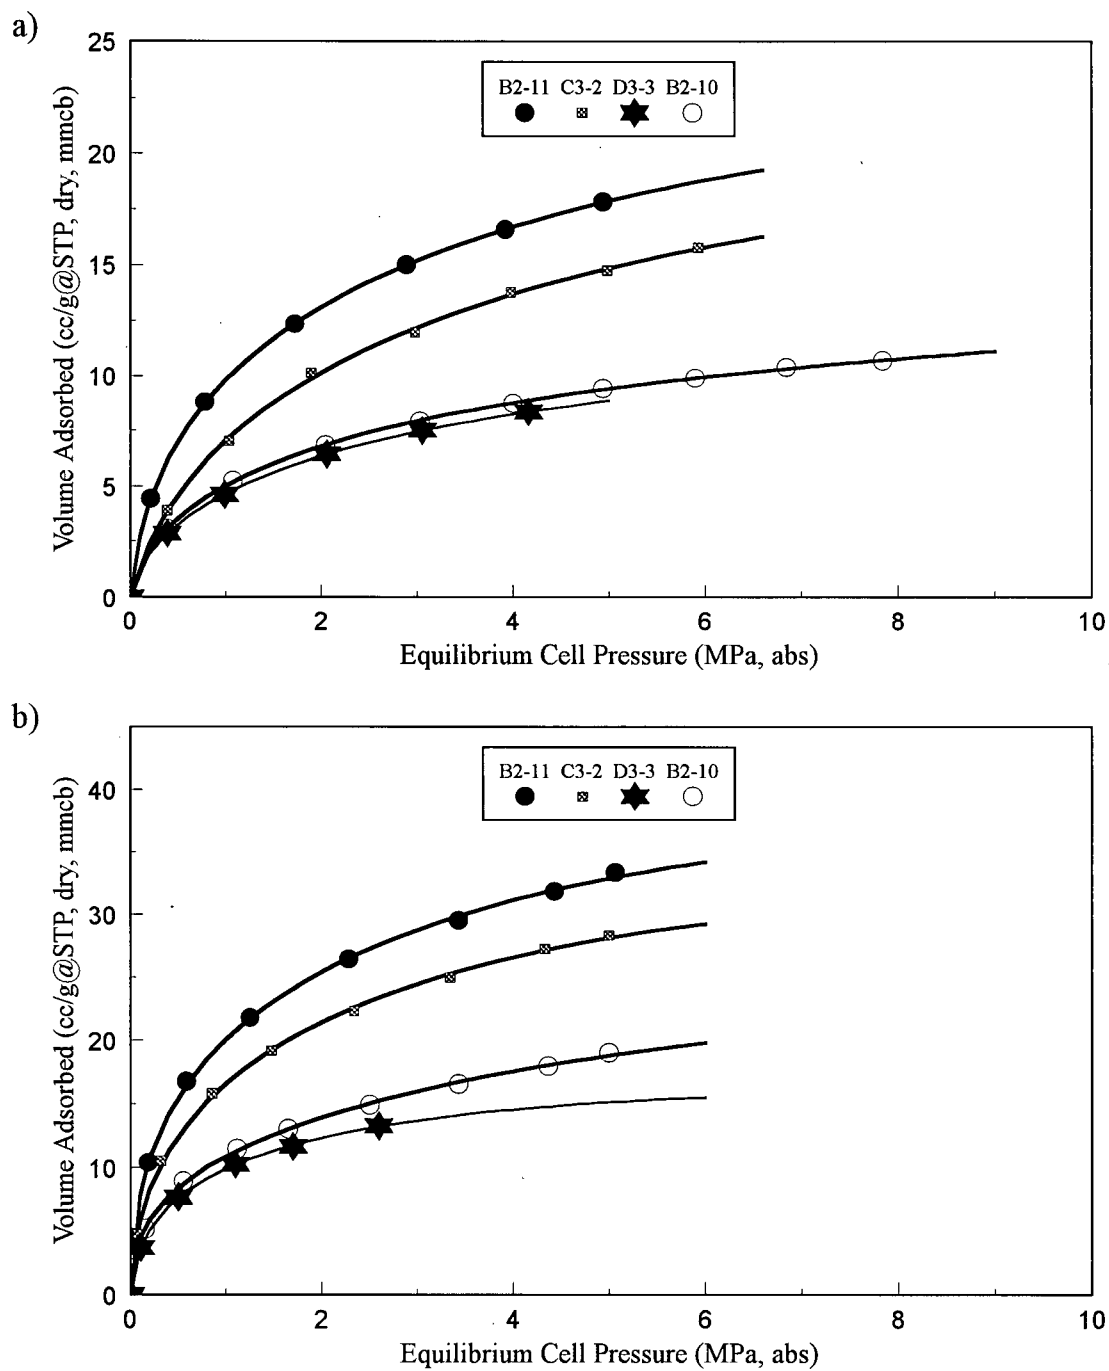 a)
25
20
15
10
5
0
Volume Adsorbed (cc/g@STP, dry, mmcb)
B2-11 C3-2 D3-3 B2-10
0 2 4 6 8 10
Equilibrium Cell Pressure (MPa, abs)
b)
40
30
20
10
0
Volume Adsorbed (cc/g@STP, dry, mmcb)
B2-11 C3-2 D3-3 B2-10
0 2 4 6 8 10
Equilibrium Cell Pressure (MPa, abs)